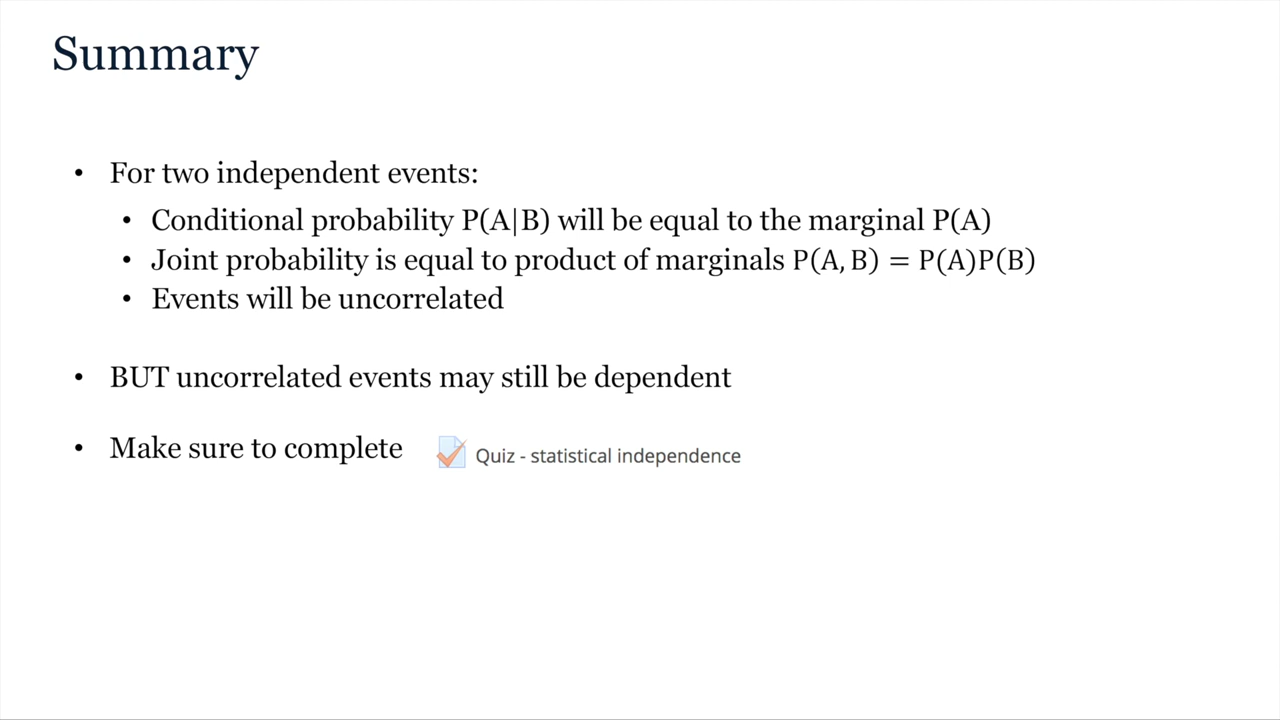 Summary
• For two independent events:
• Conditional probability P(A|B) will be equal to the marginal P(A)
• Joint probability is equal to product of marginals P(A, B) = P(A)P(B)
• Events will be uncorrelated
• BUT uncorrelated events may still be dependent
• Make sure to complete Quiz - statistical independence